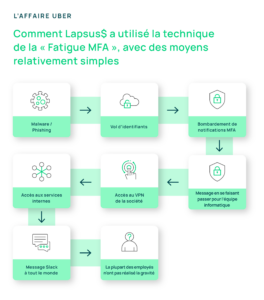 L'AFFAIRE UBER
Comment Lapsus$ a utilisé la technique
de la « Fatigue MFA », avec des moyens
relativement simples
Malware /
Phishing
Vol d'identifiants
Bombardement de
notifications MFA
Accès aux services
internes
Accès au VPN
de la société
Message en se faisant
passer pour l'équipe
informatique
Message Slack
à tout le monde
La plupart des employés
n'ont pas réalisé la gravité